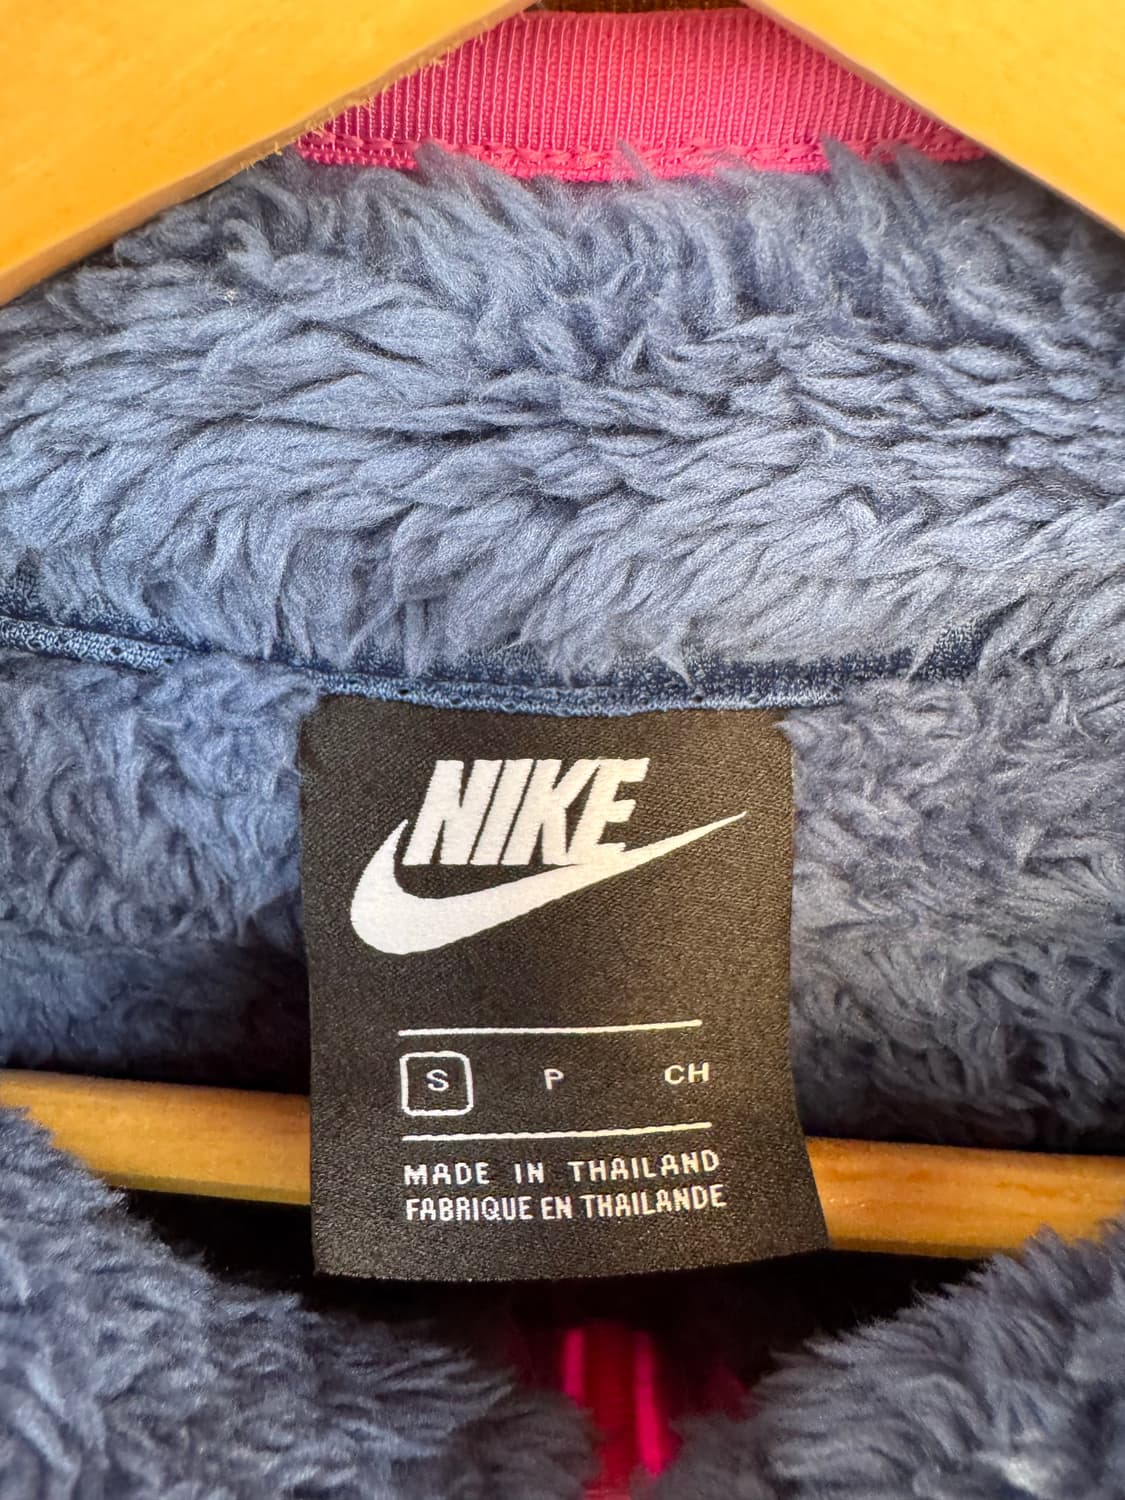 NIKE
S P CH
MADE IN THAILAND
FABRIQUE EN THAILANDE